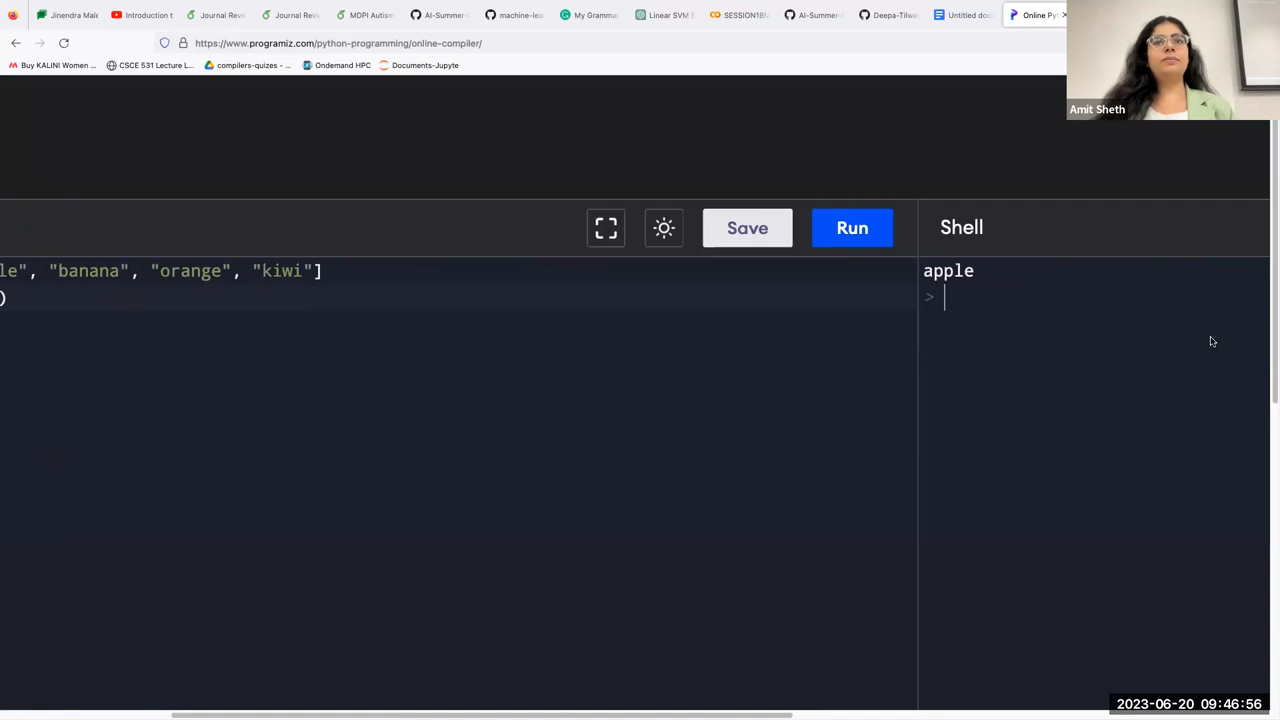 Jindra Male
Introduction t
Journal Revi
Journal Revi
MDPI Autism
AI-Summer-
machine-lea
My Gramma
Linear SVM E
SESSION1BI
AI-Summer-S
Deepa-Tilwa
Untitled doc
Online Py
https://www.programiz.com/python-programming/online-compiler/
Buy KALINI Women ...
CSCE 531 Lecture L...
compilers-quizes - ...
Ondemand HPC
Documents-Jupyte
Amit Sheth
Save
Run
Shell
le", "banana", "orange", "kiwi"]
)
apple
>
2023-06-20 09:46:56